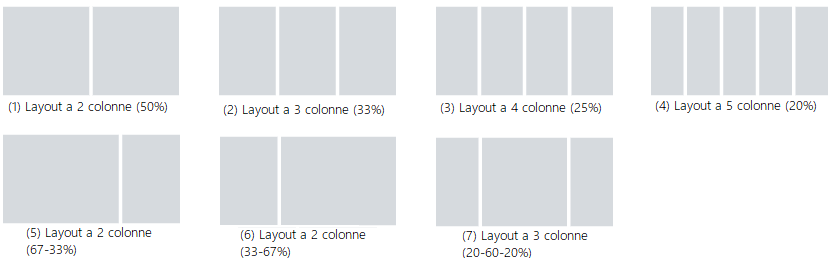 (1) Layout a 2 colonne (50%)
(2) Layout a 3 colonne (33%)
(3) Layout a 4 colonne (25%)
(4) Layout a 5 colonne (20%)
(5) Layout a 2 colonne
(67-33%)
(6) Layout a 2 colonne
(33-67%)
(7) Layout a 3 colonne
(20-60-20%)